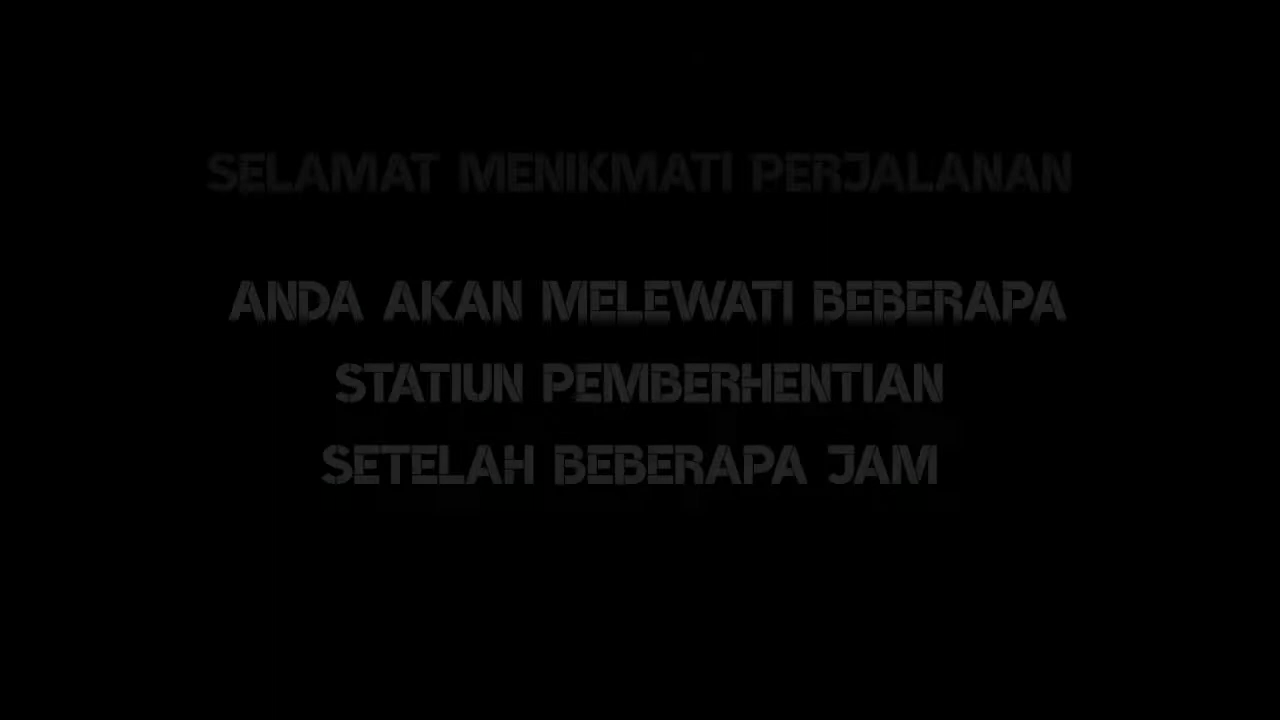 SELAMAT MENIKMATI PERJALANAN
ANDA AKAN MELEWATI BEBERAPA
STATIUN PEMBERHENTIAN
SETELAH BEBERAPA JAM